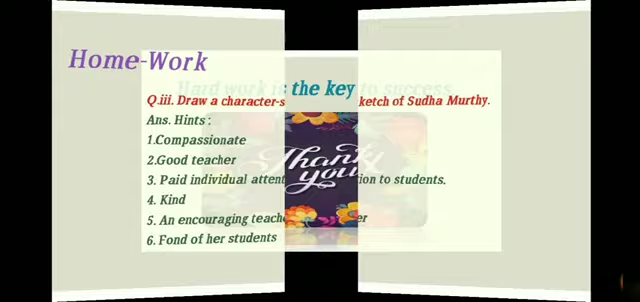 Home-Work
Hard work is the key to success
Q.iii. Draw a character-sketch of Sudha Murthy.
Ans. Hints :
1.Compassionate
2.Good teacher
3. Paid individual attention to students.
4. Kind
5. An encouraging teacher
6. Fond of her students
Thank
you